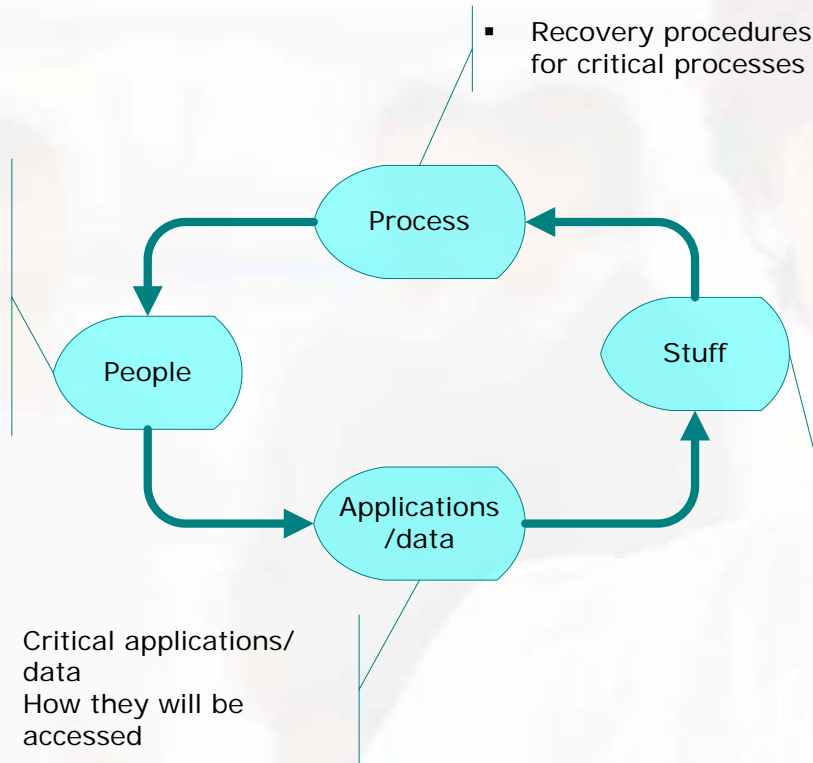 ▪ Recovery procedures
for critical processes
Process
Stuff
People
Applications
/data
Critical applications/
data
How they will be
accessed